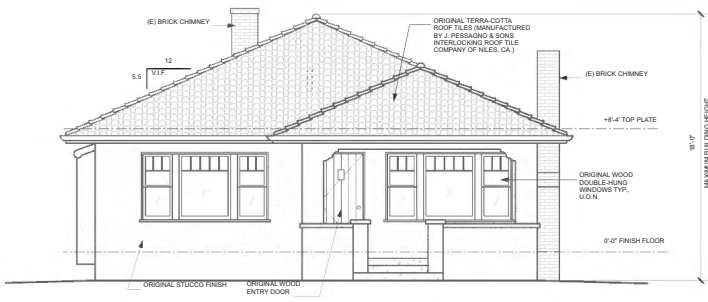 (E) BRICK CHIMNEY
ORIGINAL TERRA-COTTA
ROOF TILES (MANUFACTURED
BY J. PESSAGNO & SONS
INTERLOCKING ROOF TILE
COMPANY OF NILES, CA.)
12
5.5
V.I.F.
(E) BRICK CHIMNEY
+8'-4" TOP PLATE
18'-0"
MAXIMUM BUILDING HEIGHT
ORIGINAL WOOD
DOUBLE-HUNG
WINDOWS TYP.,
U.O.N.
0'-0" FINISH FLOOR
ORIGINAL STUCCO FINISH
ORIGINAL WOOD
ENTRY DOOR